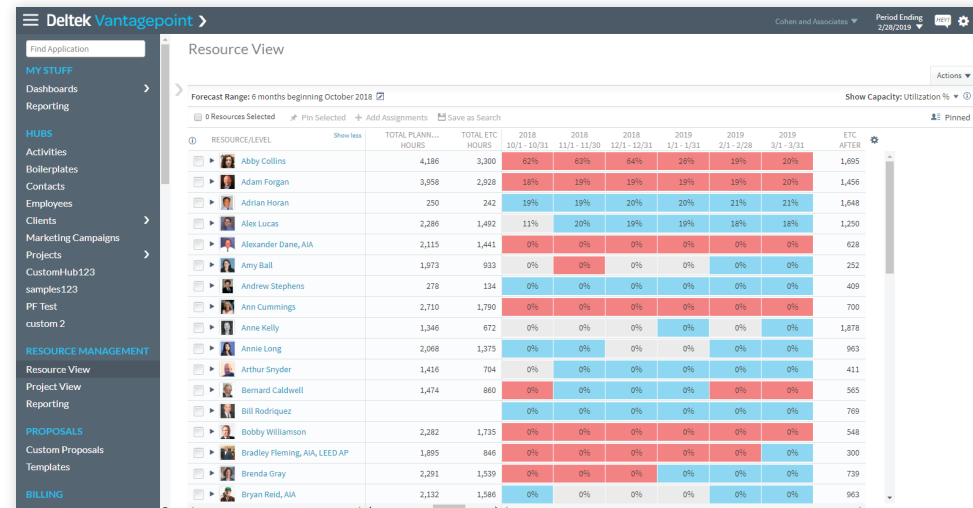 Deltek Vantagepoint
Cohen and Associates
Period Ending
2/28/2019
HEY!
Find Application
MY STUFF
Dashboards
Reporting
HUBS
Activities
Boilerplates
Contacts
Employees
Clients
Marketing Campaigns
Projects
CustomHub123
samples123
PF Test
custom 2
RESOURCE MANAGEMENT
Resource View
Project View
Reporting
PROPOSALS
Custom Proposals
Templates
BILLING
Resource View
Actions
Forecast Range: 6 months beginning October 2018
Show Capacity: Utilization %
0 Resources Selected Pin Selected Add Assignments Save as Search Pinned
RESOURCE/LEVEL Show less TOTAL PLANN... HOURS TOTAL ETC HOURS 2018 10/1 - 10/31 2018 11/1 - 11/30 2018 12/1 - 12/31 2019 1/1 - 1/31 2019 2/1 - 2/28 2019 3/1 - 3/31 ETC AFTER
Abby Collins 4,186 3,300 62% 63% 64% 26% 19% 20% 1,695
Adam Forgan 3,958 2,928 18% 19% 19% 19% 19% 20% 1,456
Adrian Horan 250 242 19% 19% 20% 20% 21% 21% 1,648
Alex Lucas 2,286 1,492 11% 20% 19% 19% 18% 18% 1,250
Alexander Dane, AIA 2,115 1,441 0% 0% 0% 0% 0% 0% 628
Amy Ball 1,973 933 0% 0% 0% 0% 0% 0% 252
Andrew Stephens 278 134 0% 0% 0% 0% 0% 0% 409
Ann Cummings 2,710 1,790 0% 0% 0% 0% 0% 0% 700
Anne Kelly 1,346 672 0% 0% 0% 0% 0% 0% 1,878
Annie Long 2,068 1,375 0% 0% 0% 0% 0% 0% 963
Arthur Snyder 1,416 704 0% 0% 0% 0% 0% 0% 411
Bernard Caldwell 1,474 860 0% 0% 0% 0% 0% 0% 565
Bill Rodriquez 0% 0% 0% 0% 0% 0% 769
Bobby Williamson 2,282 1,735 0% 0% 0% 0% 0% 0% 548
Bradley Fleming, AIA, LEED AP 1,895 846 0% 0% 0% 0% 0% 0% 300
Brenda Gray 2,291 1,539 0% 0% 0% 0% 0% 0% 739
Bryan Reid, AIA 2,132 1,586 0% 0% 0% 0% 0% 0% 963